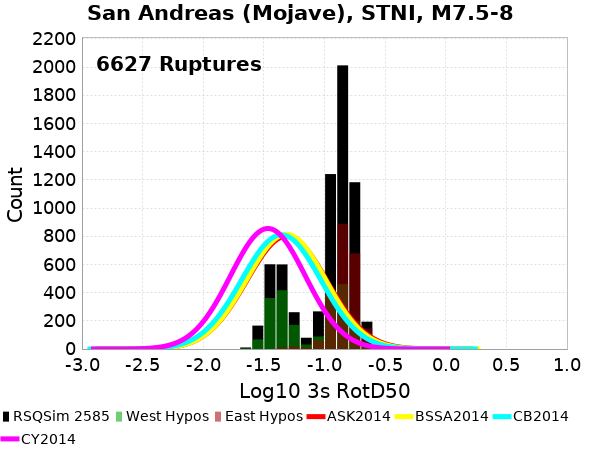 San Andreas (Mojave), STNI, M7.5-8
2200
2000
1800
1600
1400
1200
1000
800
600
400
200
0
Count
6627 Ruptures
-3.0 -2.5 -2.0 -1.5 -1.0 -0.5 0.0 0.5 1.0
Log10 3s RotD50
RSQSim 2585 West Hypos East Hypos ASK2014 BSSA2014 CB2014
CY2014